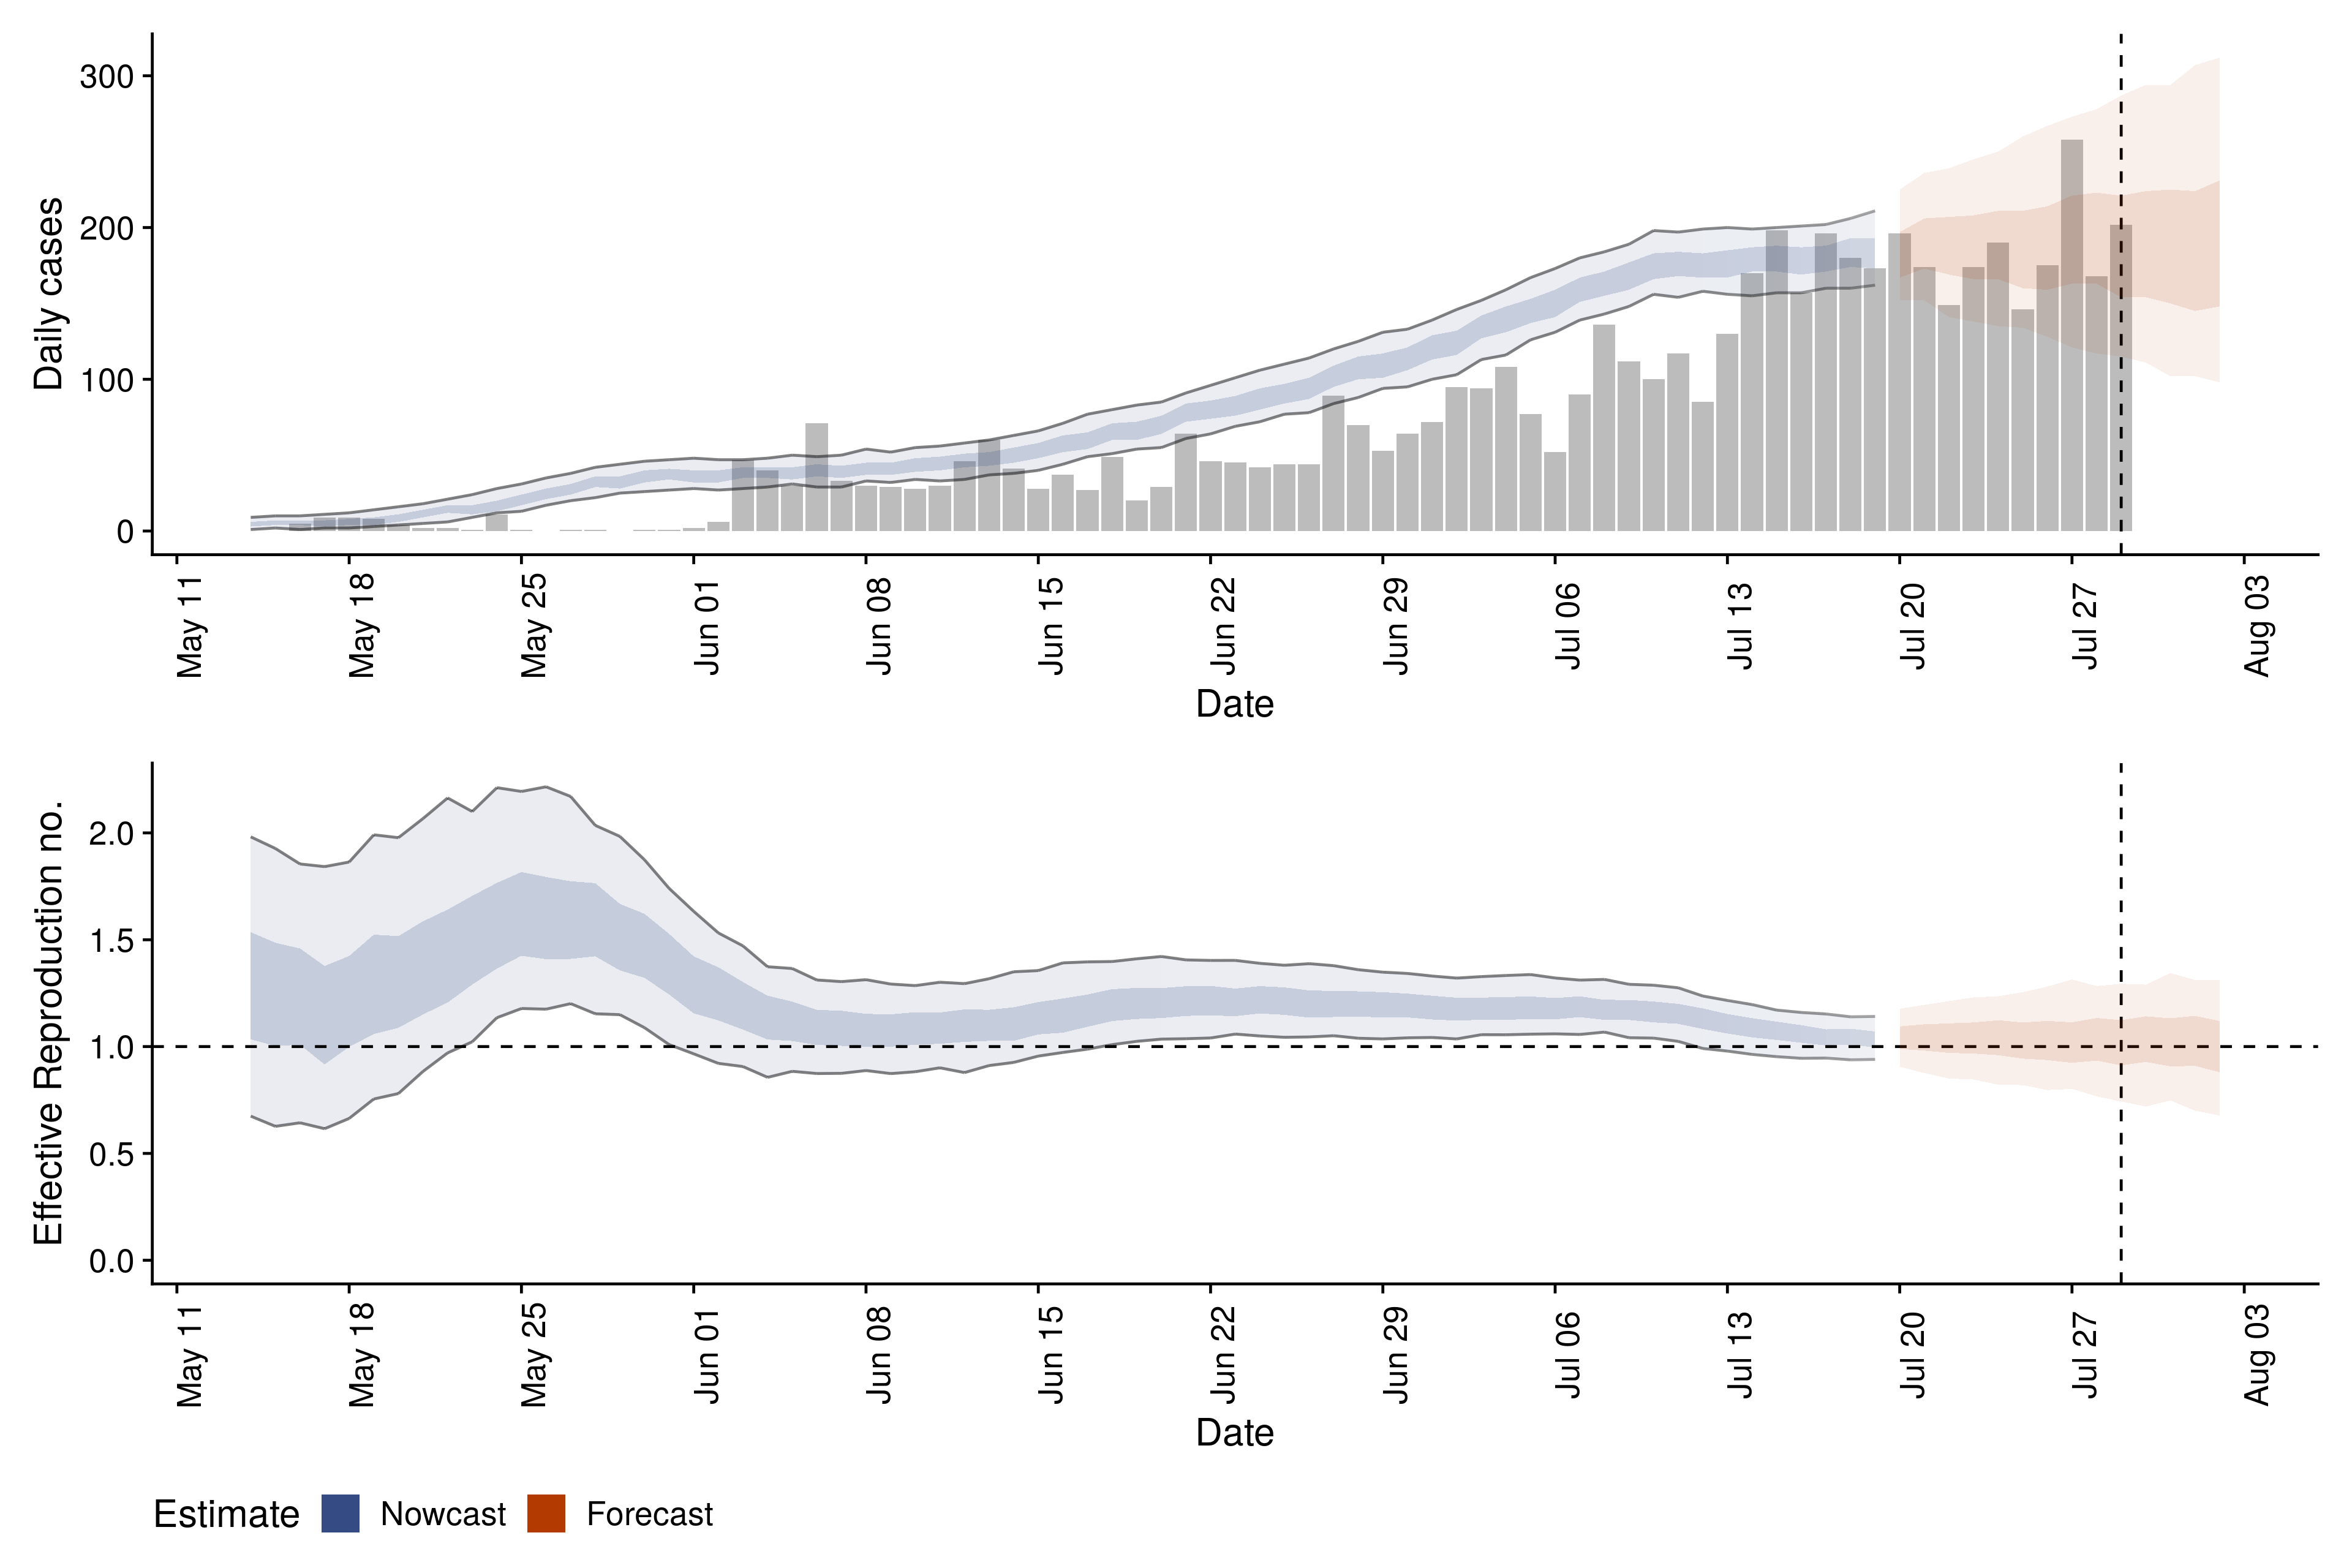 Daily cases
300
200
100
0
May 11 May 18 May 25 Jun 01 Jun 08 Jun 15 Jun 22 Jun 29 Jul 06 Jul 13 Jul 20 Jul 27 Aug 03
Date
Effective Reproduction no.
2.0
1.5
1.0
0.5
0.0
May 11 May 18 May 25 Jun 01 Jun 08 Jun 15 Jun 22 Jun 29 Jul 06 Jul 13 Jul 20 Jul 27 Aug 03
Date
Estimate Nowcast Forecast